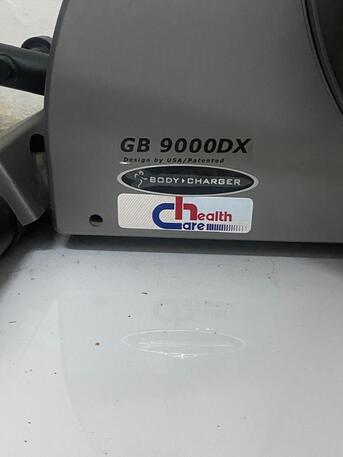 GB 9000DX
Design by USA/Patented
BODY CHARGER
health
Care